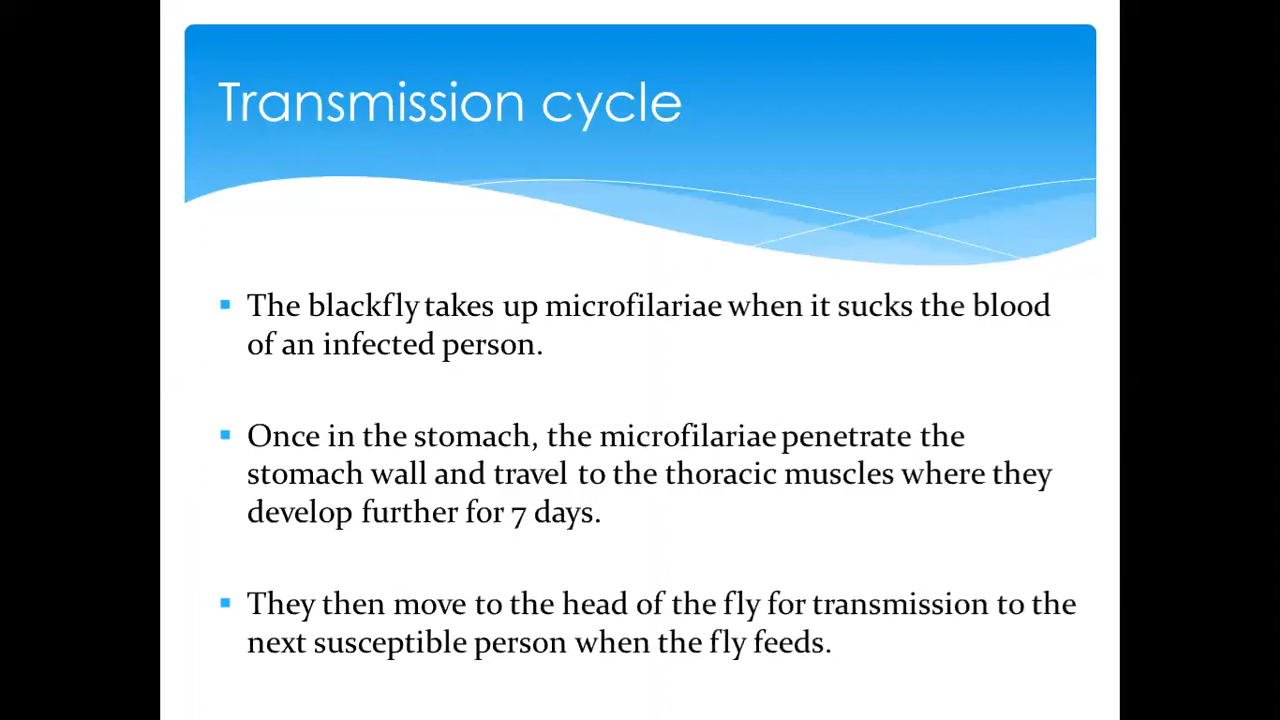 Transmission cycle
The blackfly takes up microfilariae when it sucks the blood
of an infected person.
Once in the stomach, the microfilariae penetrate the
stomach wall and travel to the thoracic muscles where they
develop further for 7 days.
They then move to the head of the fly for transmission to the
next susceptible person when the fly feeds.